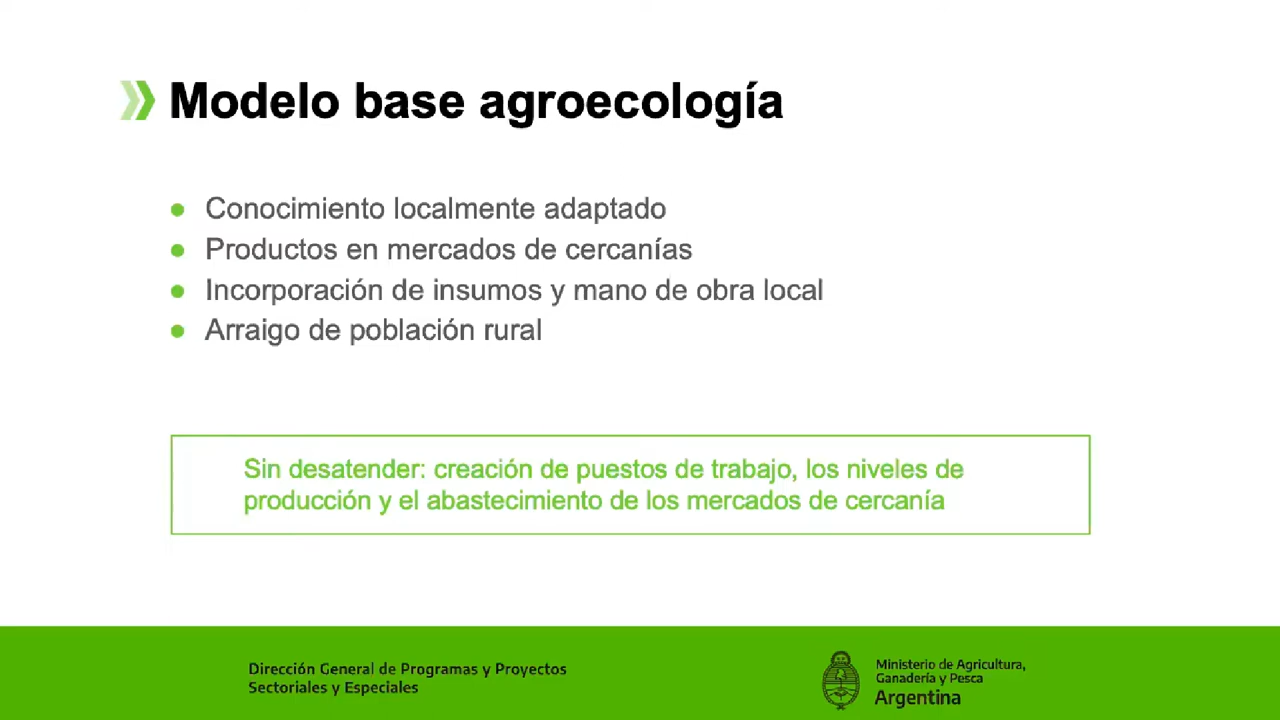 Modelo base agroecología
● Conocimiento localmente adaptado
● Productos en mercados de cercanías
● Incorporación de insumos y mano de obra local
● Arraigo de población rural
Sin desatender: creación de puestos de trabajo, los niveles de
producción y el abastecimiento de los mercados de cercanía
Dirección General de Programas y Proyectos
Sectoriales y Especiales
Ministerio de Agricultura,
Ganadería y Pesca
Argentina